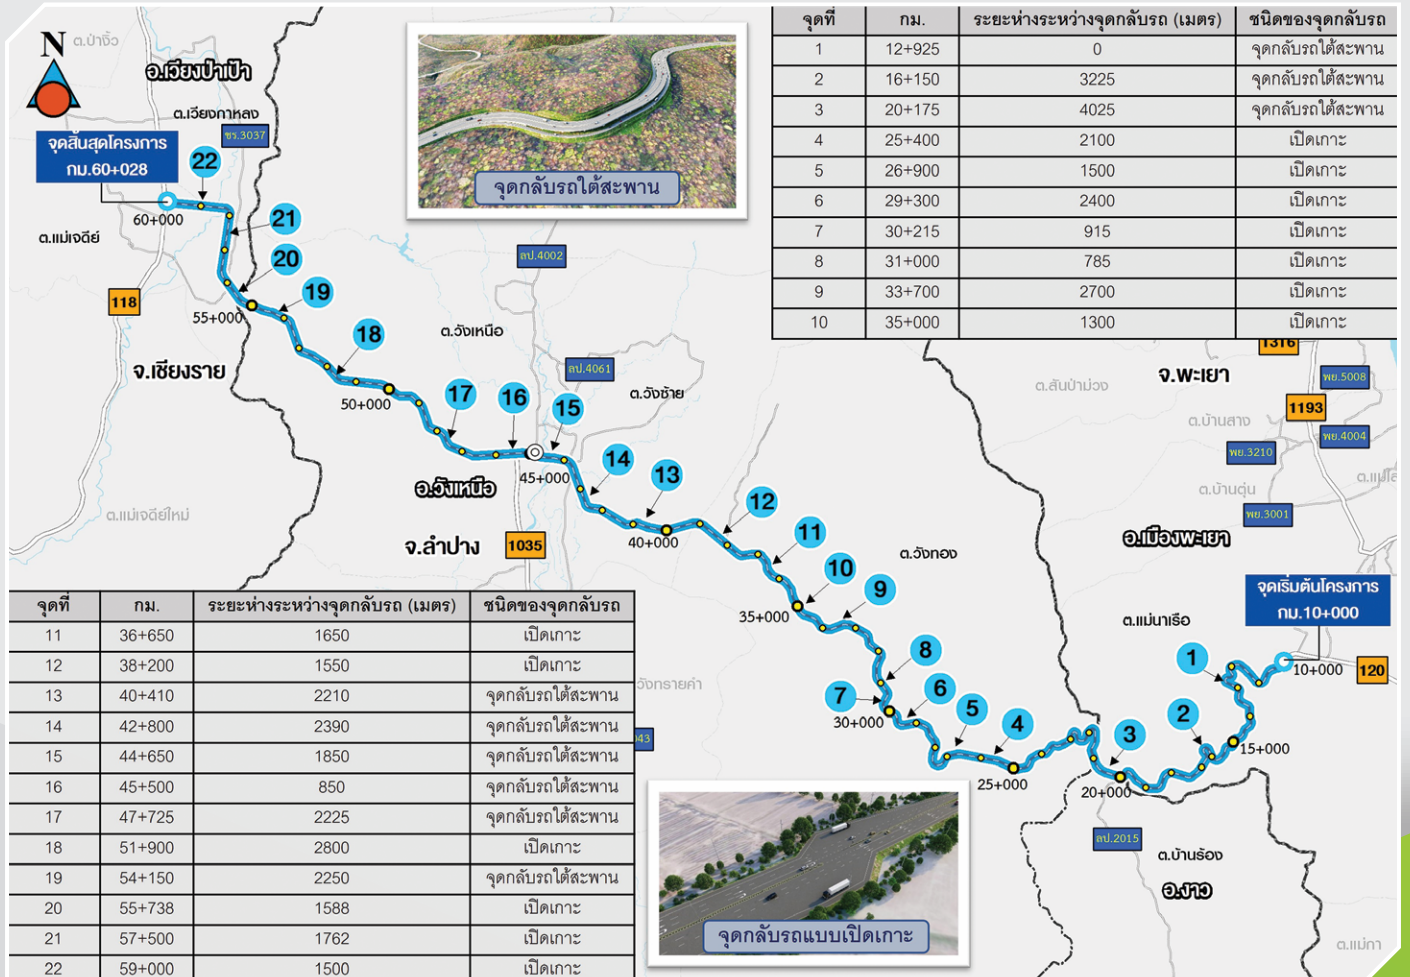 จุดที่ กม. ระยะห่างระหว่างจุดกลับรถ (เมตร) ชนิดของจุดกลับรถ
1 12+925 0 จุดกลับรถใต้สะพาน
2 16+150 3225 จุดกลับรถใต้สะพาน
3 20+175 4025 จุดกลับรถใต้สะพาน
4 25+400 2100 เปิดเกาะ
5 26+900 1500 เปิดเกาะ
6 29+300 2400 เปิดเกาะ
7 30+215 915 เปิดเกาะ
8 31+000 785 เปิดเกาะ
9 33+700 2700 เปิดเกาะ
10 35+000 1300 เปิดเกาะ
N
ต.ป่างิ้ว
อ.เวียงป่าเป้า
ต.เวียงกาหลง
ชร.3037
จุดสิ้นสุดโครงการ
กม.60+028
22
60+000
21
ต.แม่เจดีย์
20
19
118
55+000
18
จ.เชียงราย
50+000
จุดกลับรถใต้สะพาน
ลป.4002
ต.วังเหนือ
ลป.4061
ต.วังซ้าย
17
16
15
45+000
อ.วังเหนือ
ต.แม่เจดีย์ใหม่
จ.ลำปาง
1035
14
13
40+000
12
11
10
35+000
9
ต.วังทอง
8
7
30+000
6
5
4
25+000
3
20+000
2
15+000
1
10+000
120
จุดเริ่มต้นโครงการ
กม.10+000
ต.แม่นาเรือ
อ.เมืองพะเยา
จ.พะเยา
1316
พย.5008
1193
พย.4004
ต.สันป่าม่วง
ต.บ้านสาง
พย.3210
ต.บ้านตุ่น
พย.3001
วังทรายคำ
43
ลป.2015
ต.บ้านร้อง
อ.งาว
ต.แม่กา
จุดกลับรถแบบเปิดเกาะ
จุดที่ กม. ระยะห่างระหว่างจุดกลับรถ (เมตร) ชนิดของจุดกลับรถ
11 36+650 1650 เปิดเกาะ
12 38+200 1550 เปิดเกาะ
13 40+410 2210 จุดกลับรถใต้สะพาน
14 42+800 2390 จุดกลับรถใต้สะพาน
15 44+650 1850 จุดกลับรถใต้สะพาน
16 45+500 850 จุดกลับรถใต้สะพาน
17 47+725 2225 จุดกลับรถใต้สะพาน
18 51+900 2800 เปิดเกาะ
19 54+150 2250 จุดกลับรถใต้สะพาน
20 55+738 1588 เปิดเกาะ
21 57+500 1762 เปิดเกาะ
22 59+000 1500 เปิดเกาะ